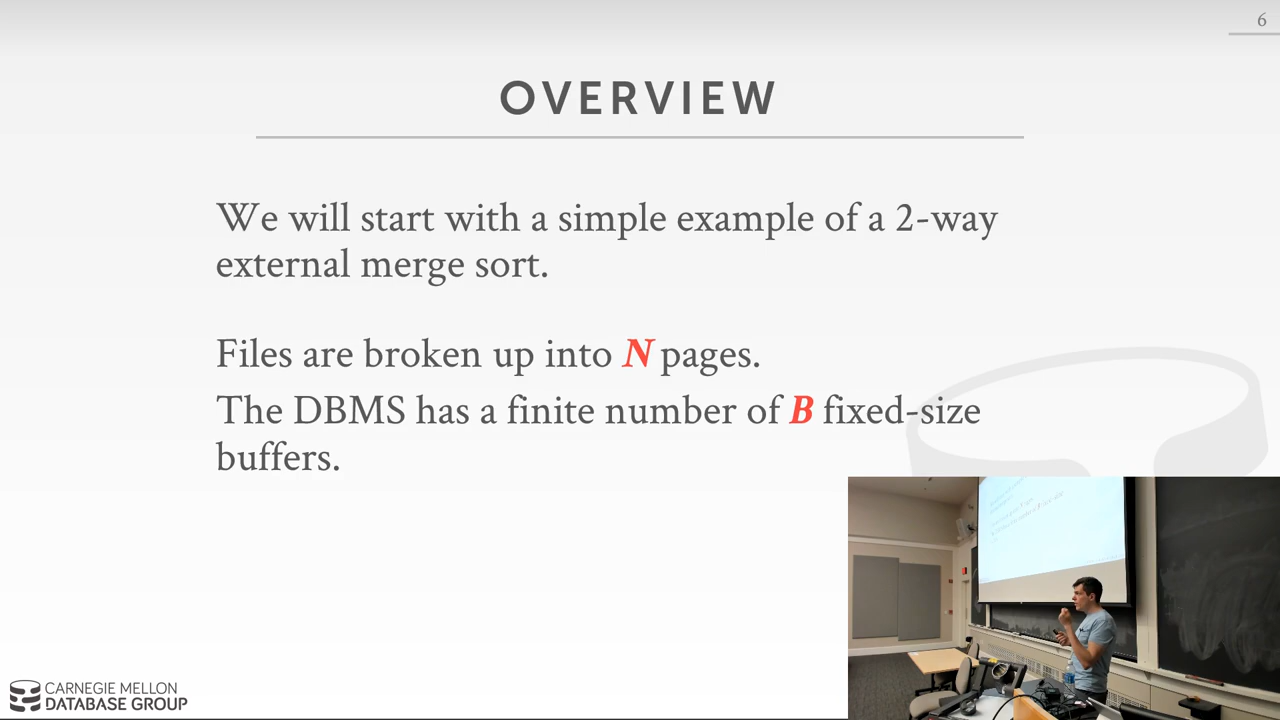 6
OVERVIEW
We will start with a simple example of a 2-way
external merge sort.
Files are broken up into N pages.
The DBMS has a finite number of B fixed-size
buffers.
CARNEGIE MELLON
DATABASE GROUP